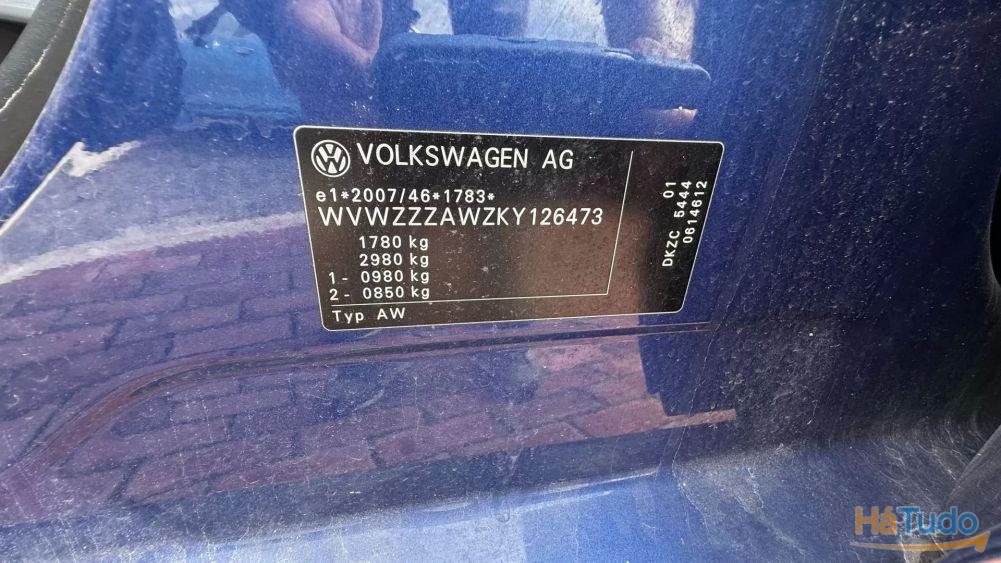 VOLKSWAGEN AG
e1*2007/46*1783*
WVWZZZAWZKY126473
1780 kg
2980 kg
1- 0980 kg
2- 0850 kg
Typ AW
01
DKZC 5444
0614612
HáTudo